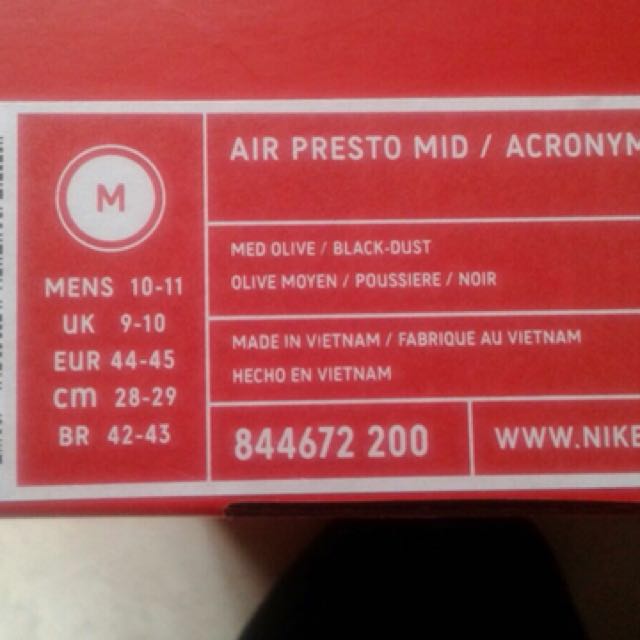 M
MENS 10-11
UK 9-10
EUR 44-45
cm 28-29
BR 42-43
AIR PRESTO MID / ACRONYM
MED OLIVE / BLACK-DUST
OLIVE MOYEN / POUSSIERE / NOIR
MADE IN VIETNAM / FABRIQUE AU VIETNAM
HECHO EN VIETNAM
844672 200
WWW.NIKE